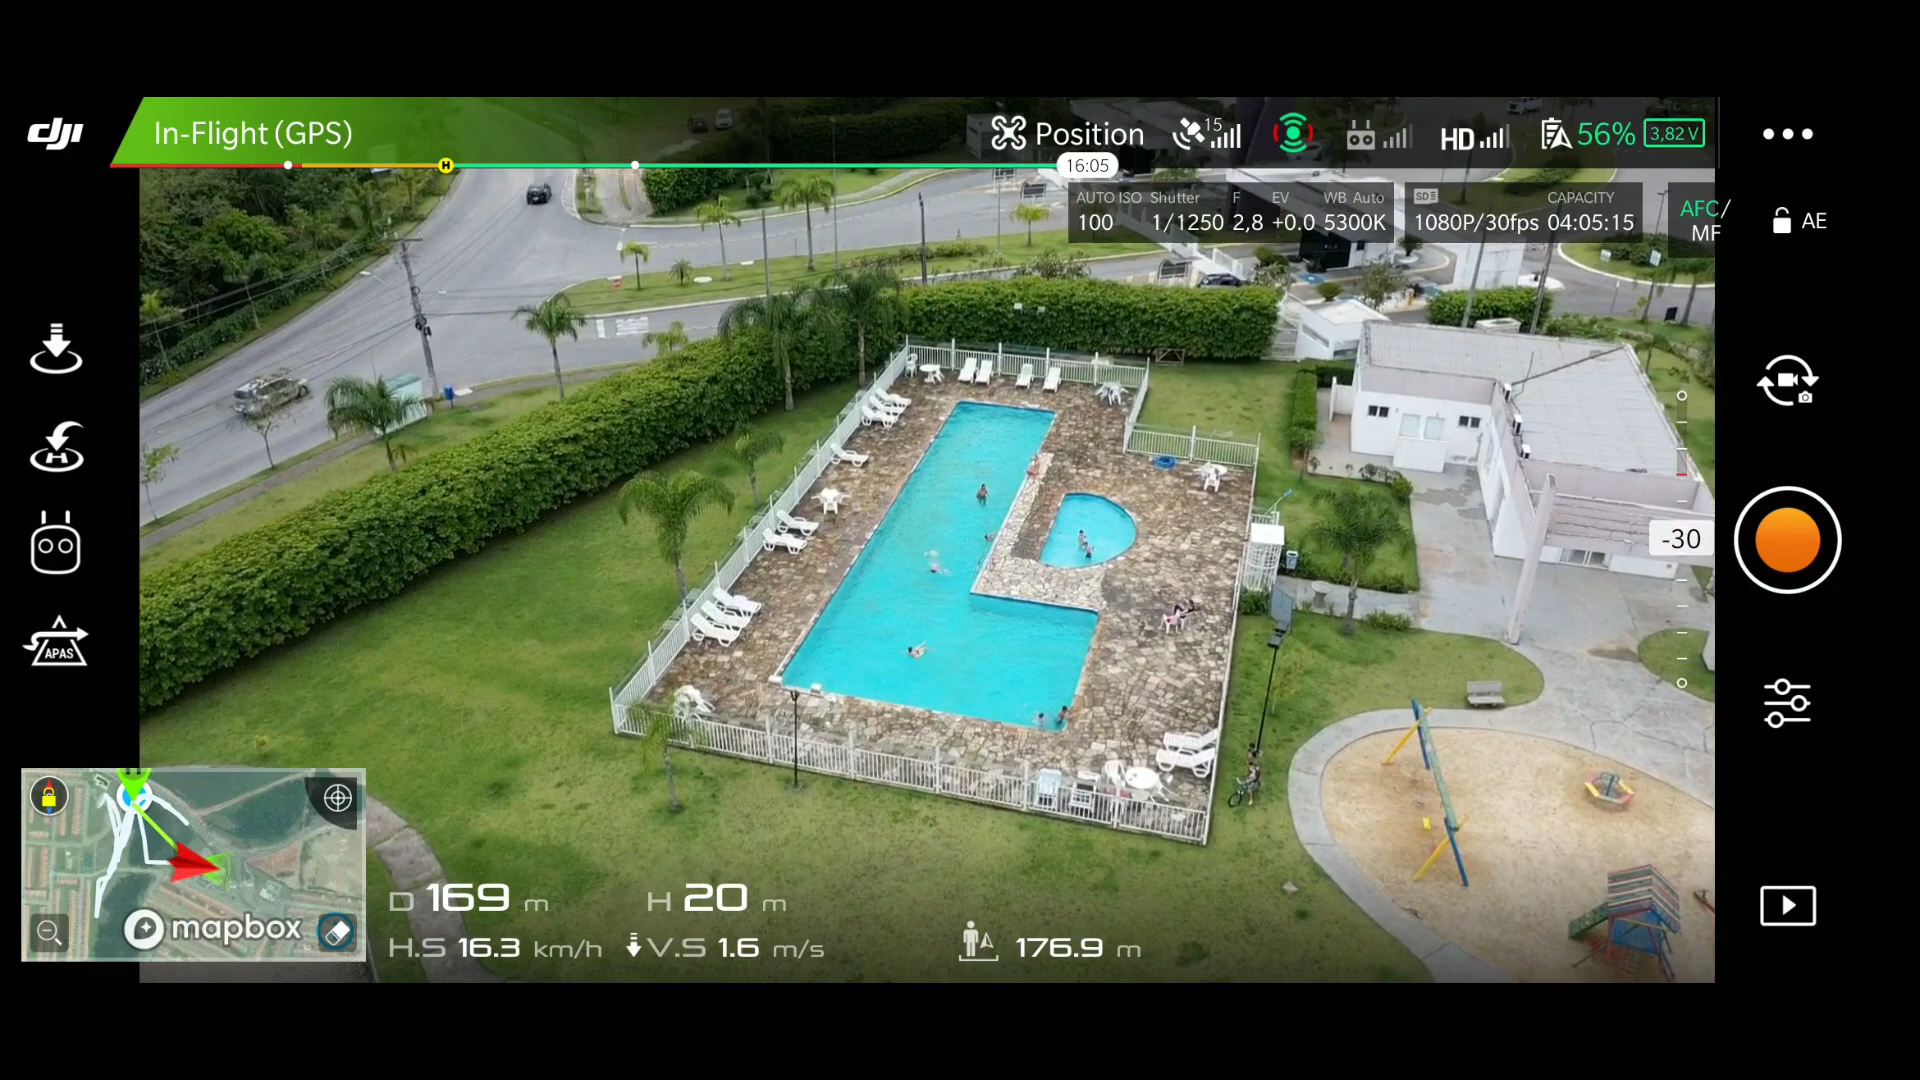 dji
In-Flight (GPS)
Position
15
HD
56%
3,82 V
H
16:05
AUTO ISO Shutter F EV WB Auto
100 1/1250 2,8 +0.0 5300K
SD CAPACITY
1080P/30fps 04:05:15
AFC/
MF
AE
H
APAS
-30
mapbox
D 169 m H 20 m
H.S 16.3 km/h V.S 1.6 m/s 176.9 m